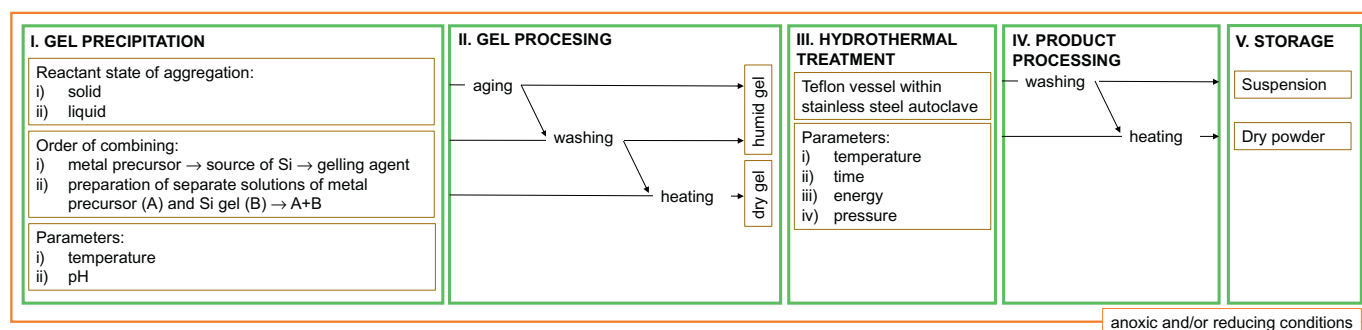 I. GEL PRECIPITATION
Reactant state of aggregation:
i) solid
ii) liquid
Order of combining:
i) metal precursor → source of Si → gelling agent
ii) preparation of separate solutions of metal
precursor (A) and Si gel (B) → A+B
Parameters:
i) temperature
ii) pH
II. GEL PROCESING
aging
washing
heating
humid gel
dry gel
III. HYDROTHERMAL
TREATMENT
Teflon vessel within
stainless steel autoclave
Parameters:
i) temperature
ii) time
iii) energy
iv) pressure
IV. PRODUCT
PROCESSING
washing
heating
V. STORAGE
Suspension
Dry powder
anoxic and/or reducing conditions